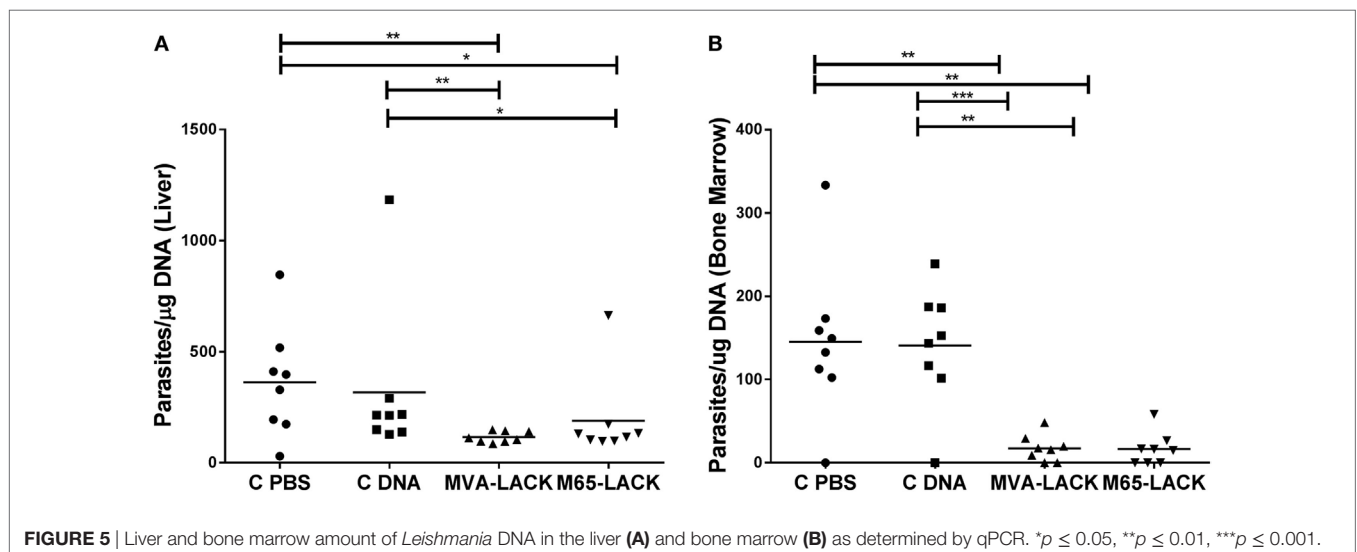 A
**
*
**
*
1500
1000
500
0
Parasites/μg DNA (Liver)
C PBS C DNA MVA-LACK M65-LACK
B
**
**
***
**
400
300
200
100
0
Parasites/ug DNA (Bone Marrow)
C PBS C DNA MVA-LACK M65-LACK
FIGURE 5 | Liver and bone marrow amount of Leishmania DNA in the liver (A) and bone marrow (B) as determined by qPCR. *p ≤ 0.05, **p ≤ 0.01, ***p ≤ 0.001.